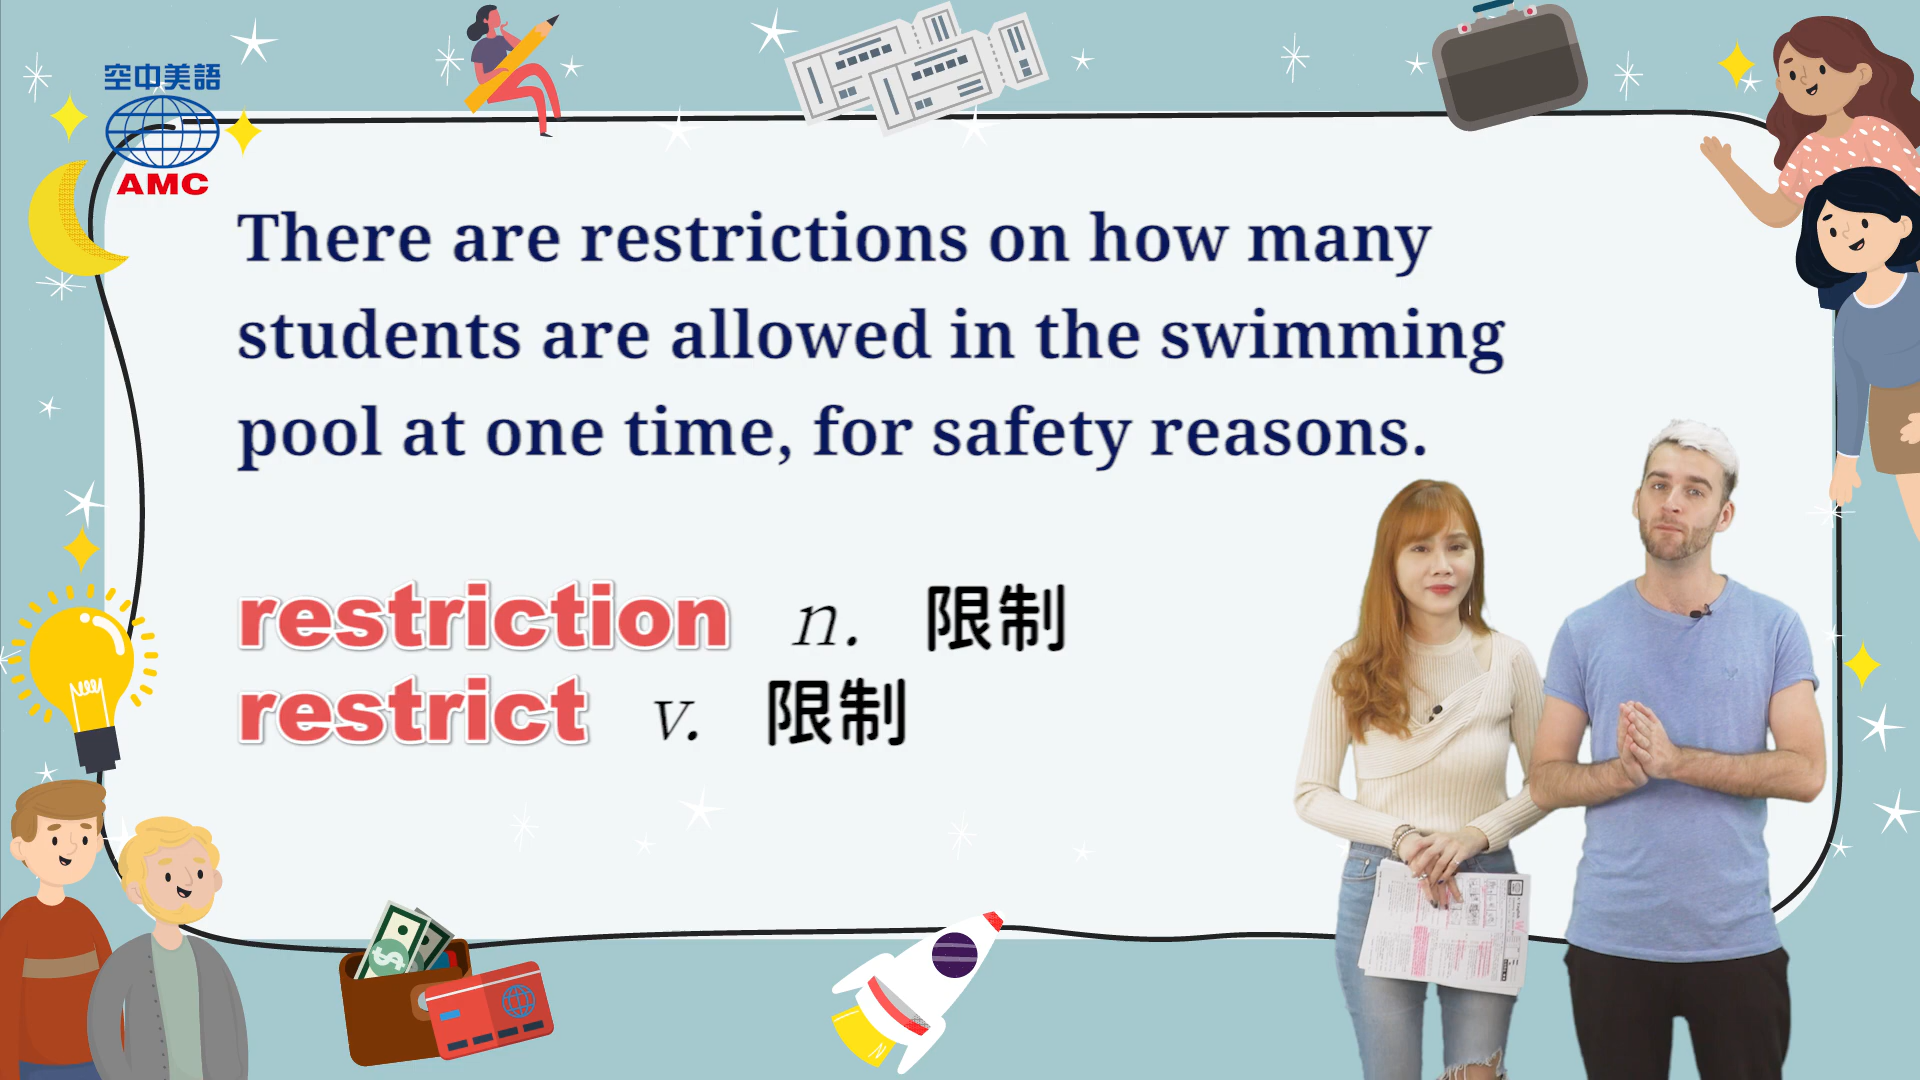 空中美語
AMC
There are restrictions on how many
students are allowed in the swimming
pool at one time, for safety reasons.
restriction n. 限制
restrict v. 限制